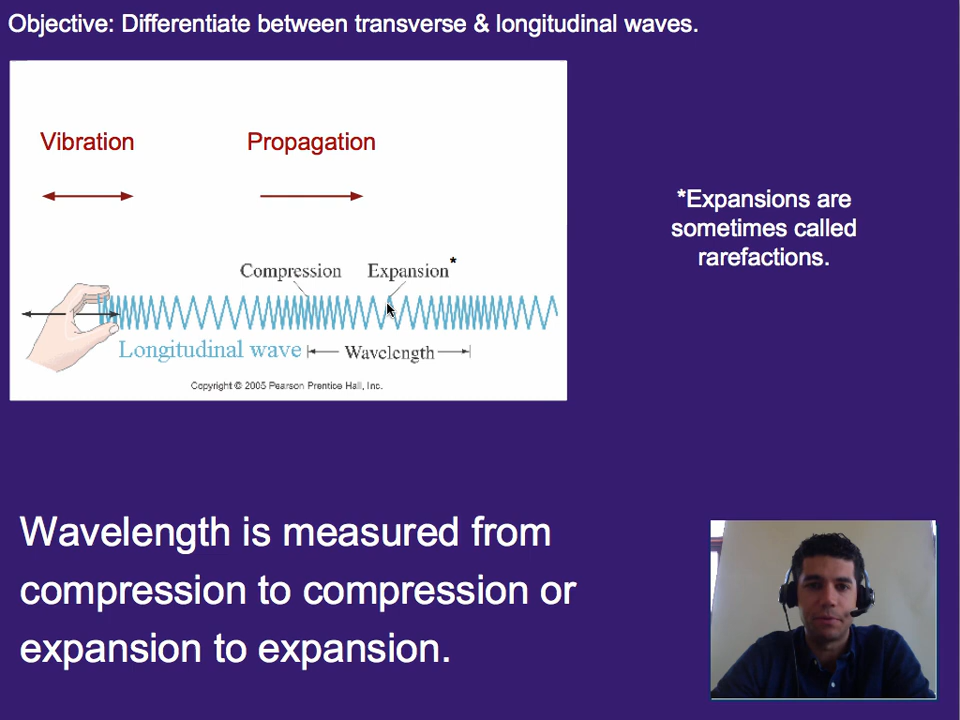 Objective: Differentiate between transverse & longitudinal waves.
Vibration
Propagation
*Expansions are
sometimes called
rarefactions.
Compression
Expansion*
Longitudinal wave
Wavelength
Copyright © 2005 Pearson Prentice Hall, Inc.
Wavelength is measured from
compression to compression or
expansion to expansion.